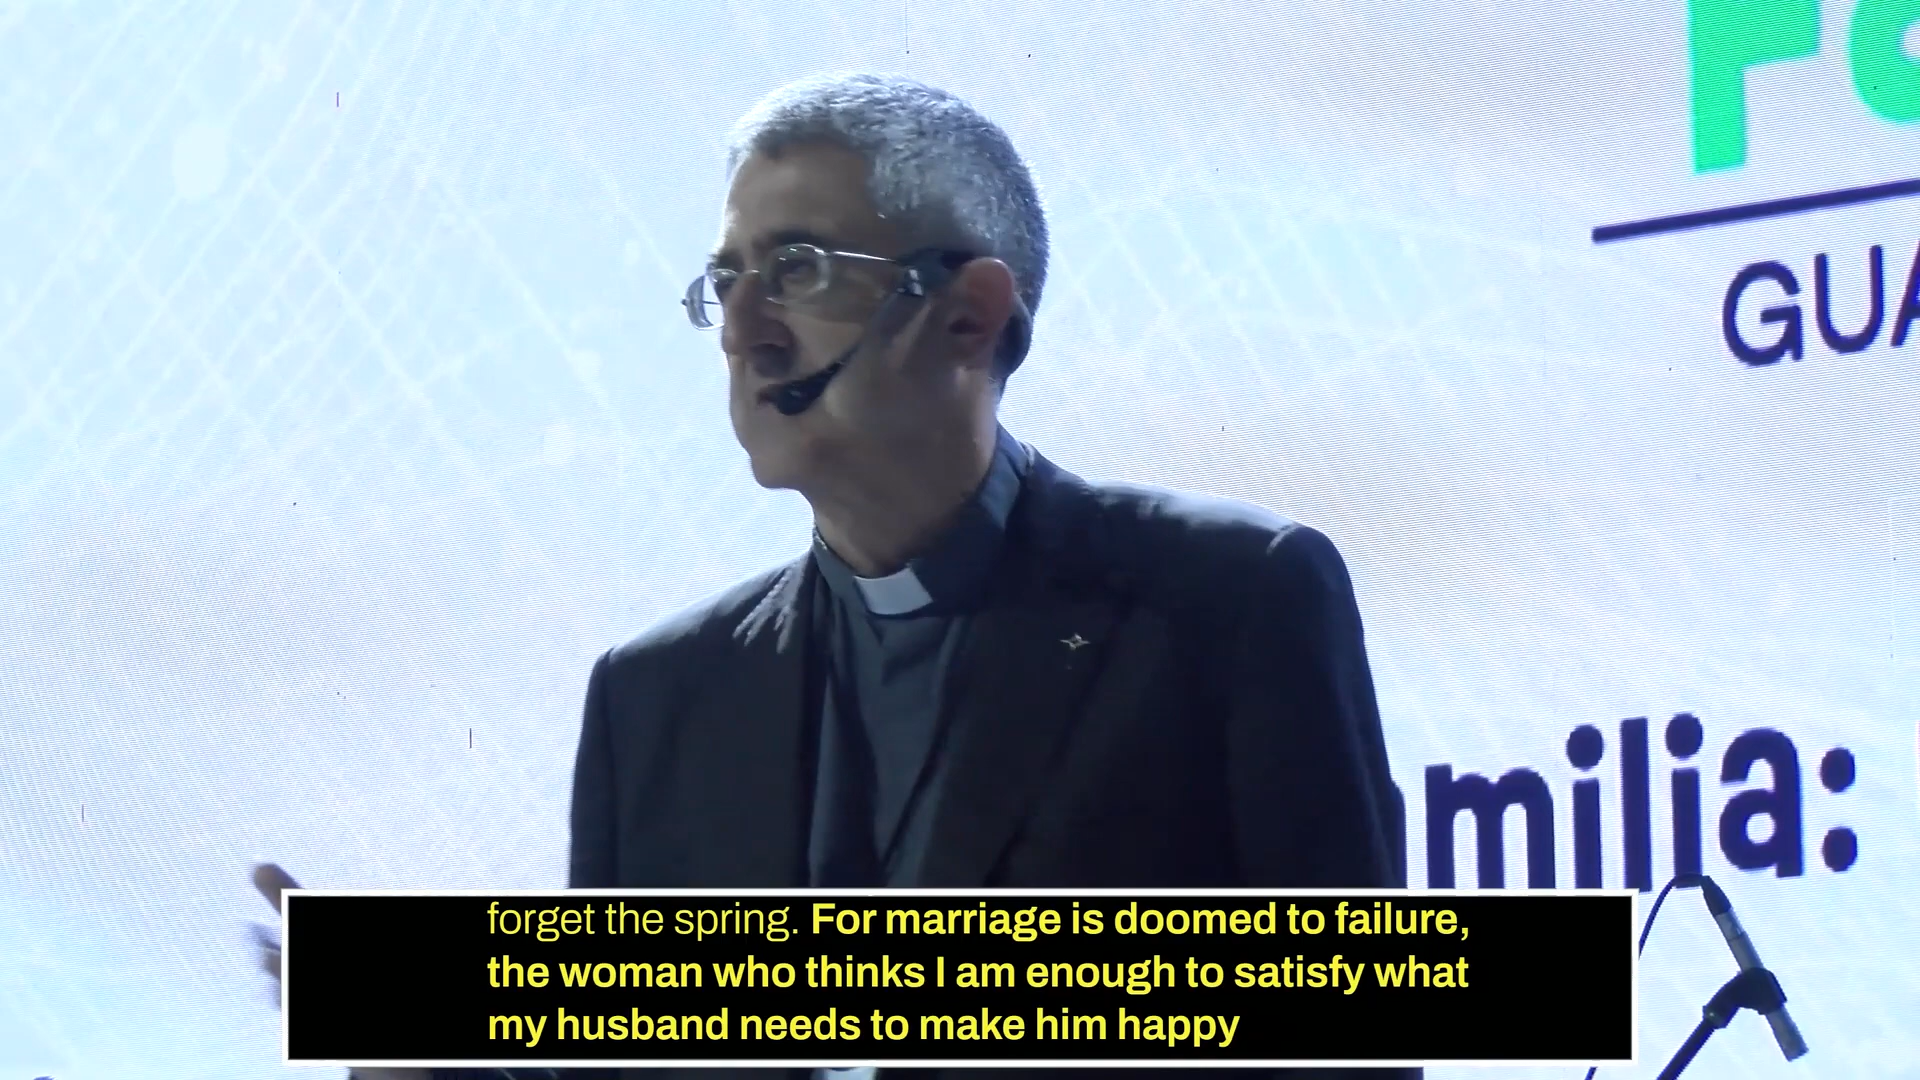 GUA
milia:
forget the spring. For marriage is doomed to failure,
the woman who thinks I am enough to satisfy what
my husband needs to make him happy